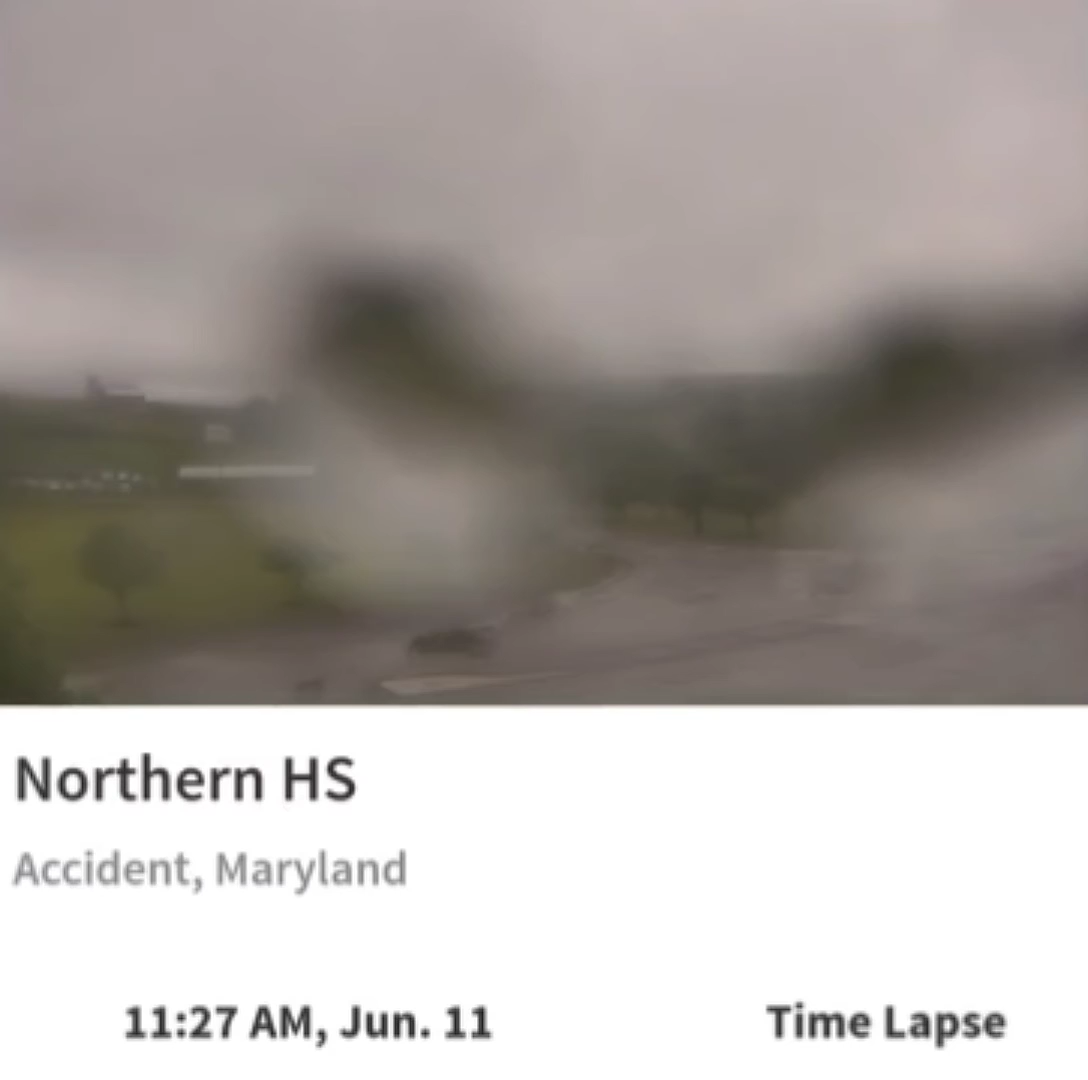 Northern HS
Accident, Maryland
11:27 AM, Jun. 11
Time Lapse